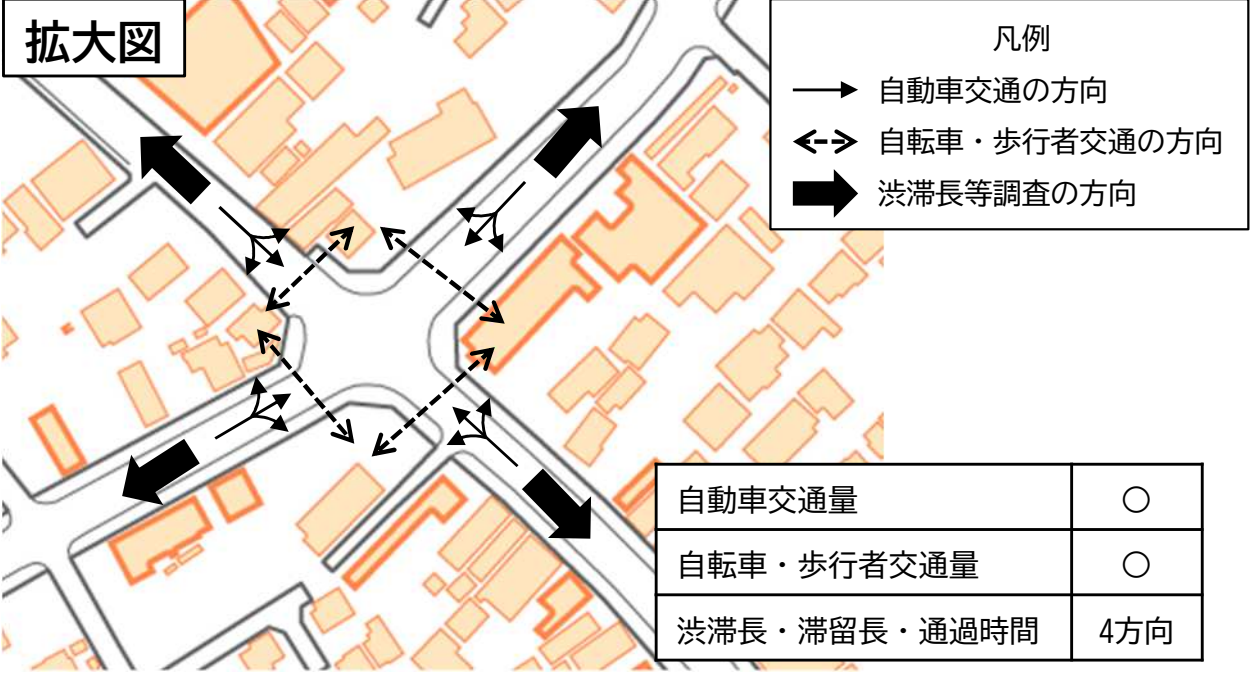 拡大図
凡例
自動車交通の方向
自転車・歩行者交通の方向
渋滞長等調査の方向
自動車交通量 ○
自転車・歩行者交通量 ○
渋滞長・滞留長・通過時間 4方向